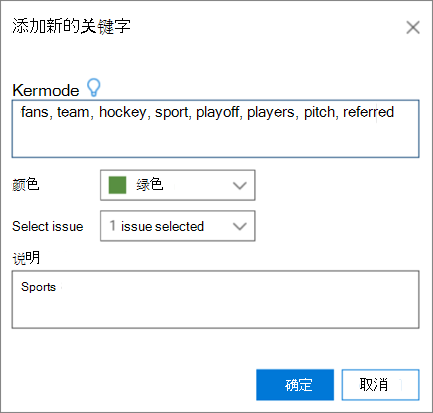 添加新的关键字
Kermode
fans, team, hockey, sport, playoff, players, pitch, referred
颜色 绿色
Select issue 1 issue selected
说明
Sports
确定 取消